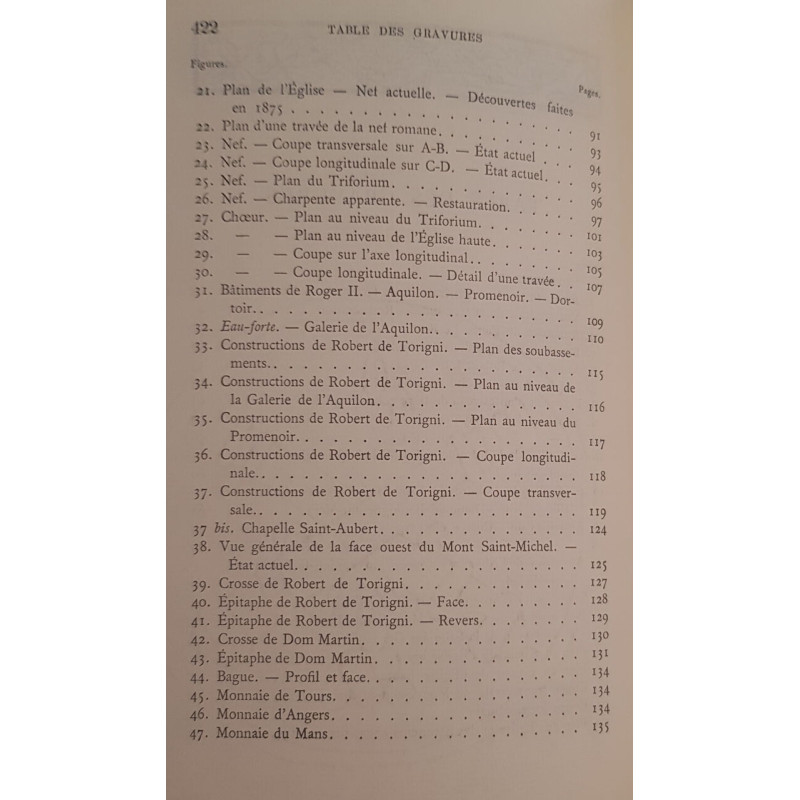 422 TABLE DES GRAVURES
Figures. Pages.
21. Plan de l'Église — Nef actuelle. — Découvertes faites
en 1875 . . . . . . . . . . . . . . . . . . 91
22. Plan d'une travée de la nef romane. . . . . . . . . 93
23. Nef. — Coupe transversale sur A-B. — État actuel . . . 94
24. Nef. — Coupe longitudinale sur C-D. — État actuel. . . 95
25. Nef. — Plan du Triforium. . . . . . . . . . . . 96
26. Nef. — Charpente apparente. — Restauration. . . . . 97
27. Chœur. — Plan au niveau du Triforium. . . . . . . 101
28. — — Plan au niveau de l'Église haute. . . . . . 103
29. — — Coupe sur l'axe longitudinal. . . . . . . 105
30. — — Coupe longitudinale. — Détail d'une travée. . 107
31. Bâtiments de Roger II. — Aquilon. — Promenoir. — Dor-
toir. . . . . . . . . . . . . . . . . . . . 109
32. Eau-forte. — Galerie de l'Aquilon. . . . . . . . . 110
33. Constructions de Robert de Torigni. — Plan des soubasse-
ments. . . . . . . . . . . . . . . . . . . 115
34. Constructions de Robert de Torigni. — Plan au niveau de
la Galerie de l'Aquilon. . . . . . . . . . . . 116
35. Constructions de Robert de Torigni. — Plan au niveau du
Promenoir. . . . . . . . . . . . . . . . . 117
36. Constructions de Robert de Torigni. — Coupe longitudi-
nale. . . . . . . . . . . . . . . . . . . . 118
37. Constructions de Robert de Torigni. — Coupe transver-
sale. . . . . . . . . . . . . . . . . . . . 119
37 bis. Chapelle Saint-Aubert. . . . . . . . . . . . 124
38. Vue générale de la face ouest du Mont Saint-Michel. —
État actuel. . . . . . . . . . . . . . . . . 125
39. Crosse de Robert de Torigni. . . . . . . . . . . 127
40. Épitaphe de Robert de Torigni. — Face. . . . . . . 128
41. Épitaphe de Robert de Torigni. — Revers. . . . . . 129
42. Crosse de Dom Martin. . . . . . . . . . . . . 130
43. Épitaphe de Dom Martin. . . . . . . . . . . . 131
44. Bague. — Profil et face. . . . . . . . . . . . . 134
45. Monnaie de Tours. . . . . . . . . . . . . . 134
46. Monnaie d'Angers. . . . . . . . . . . . . . 134
47. Monnaie du Mans. . . . . . . . . . . . . . 135